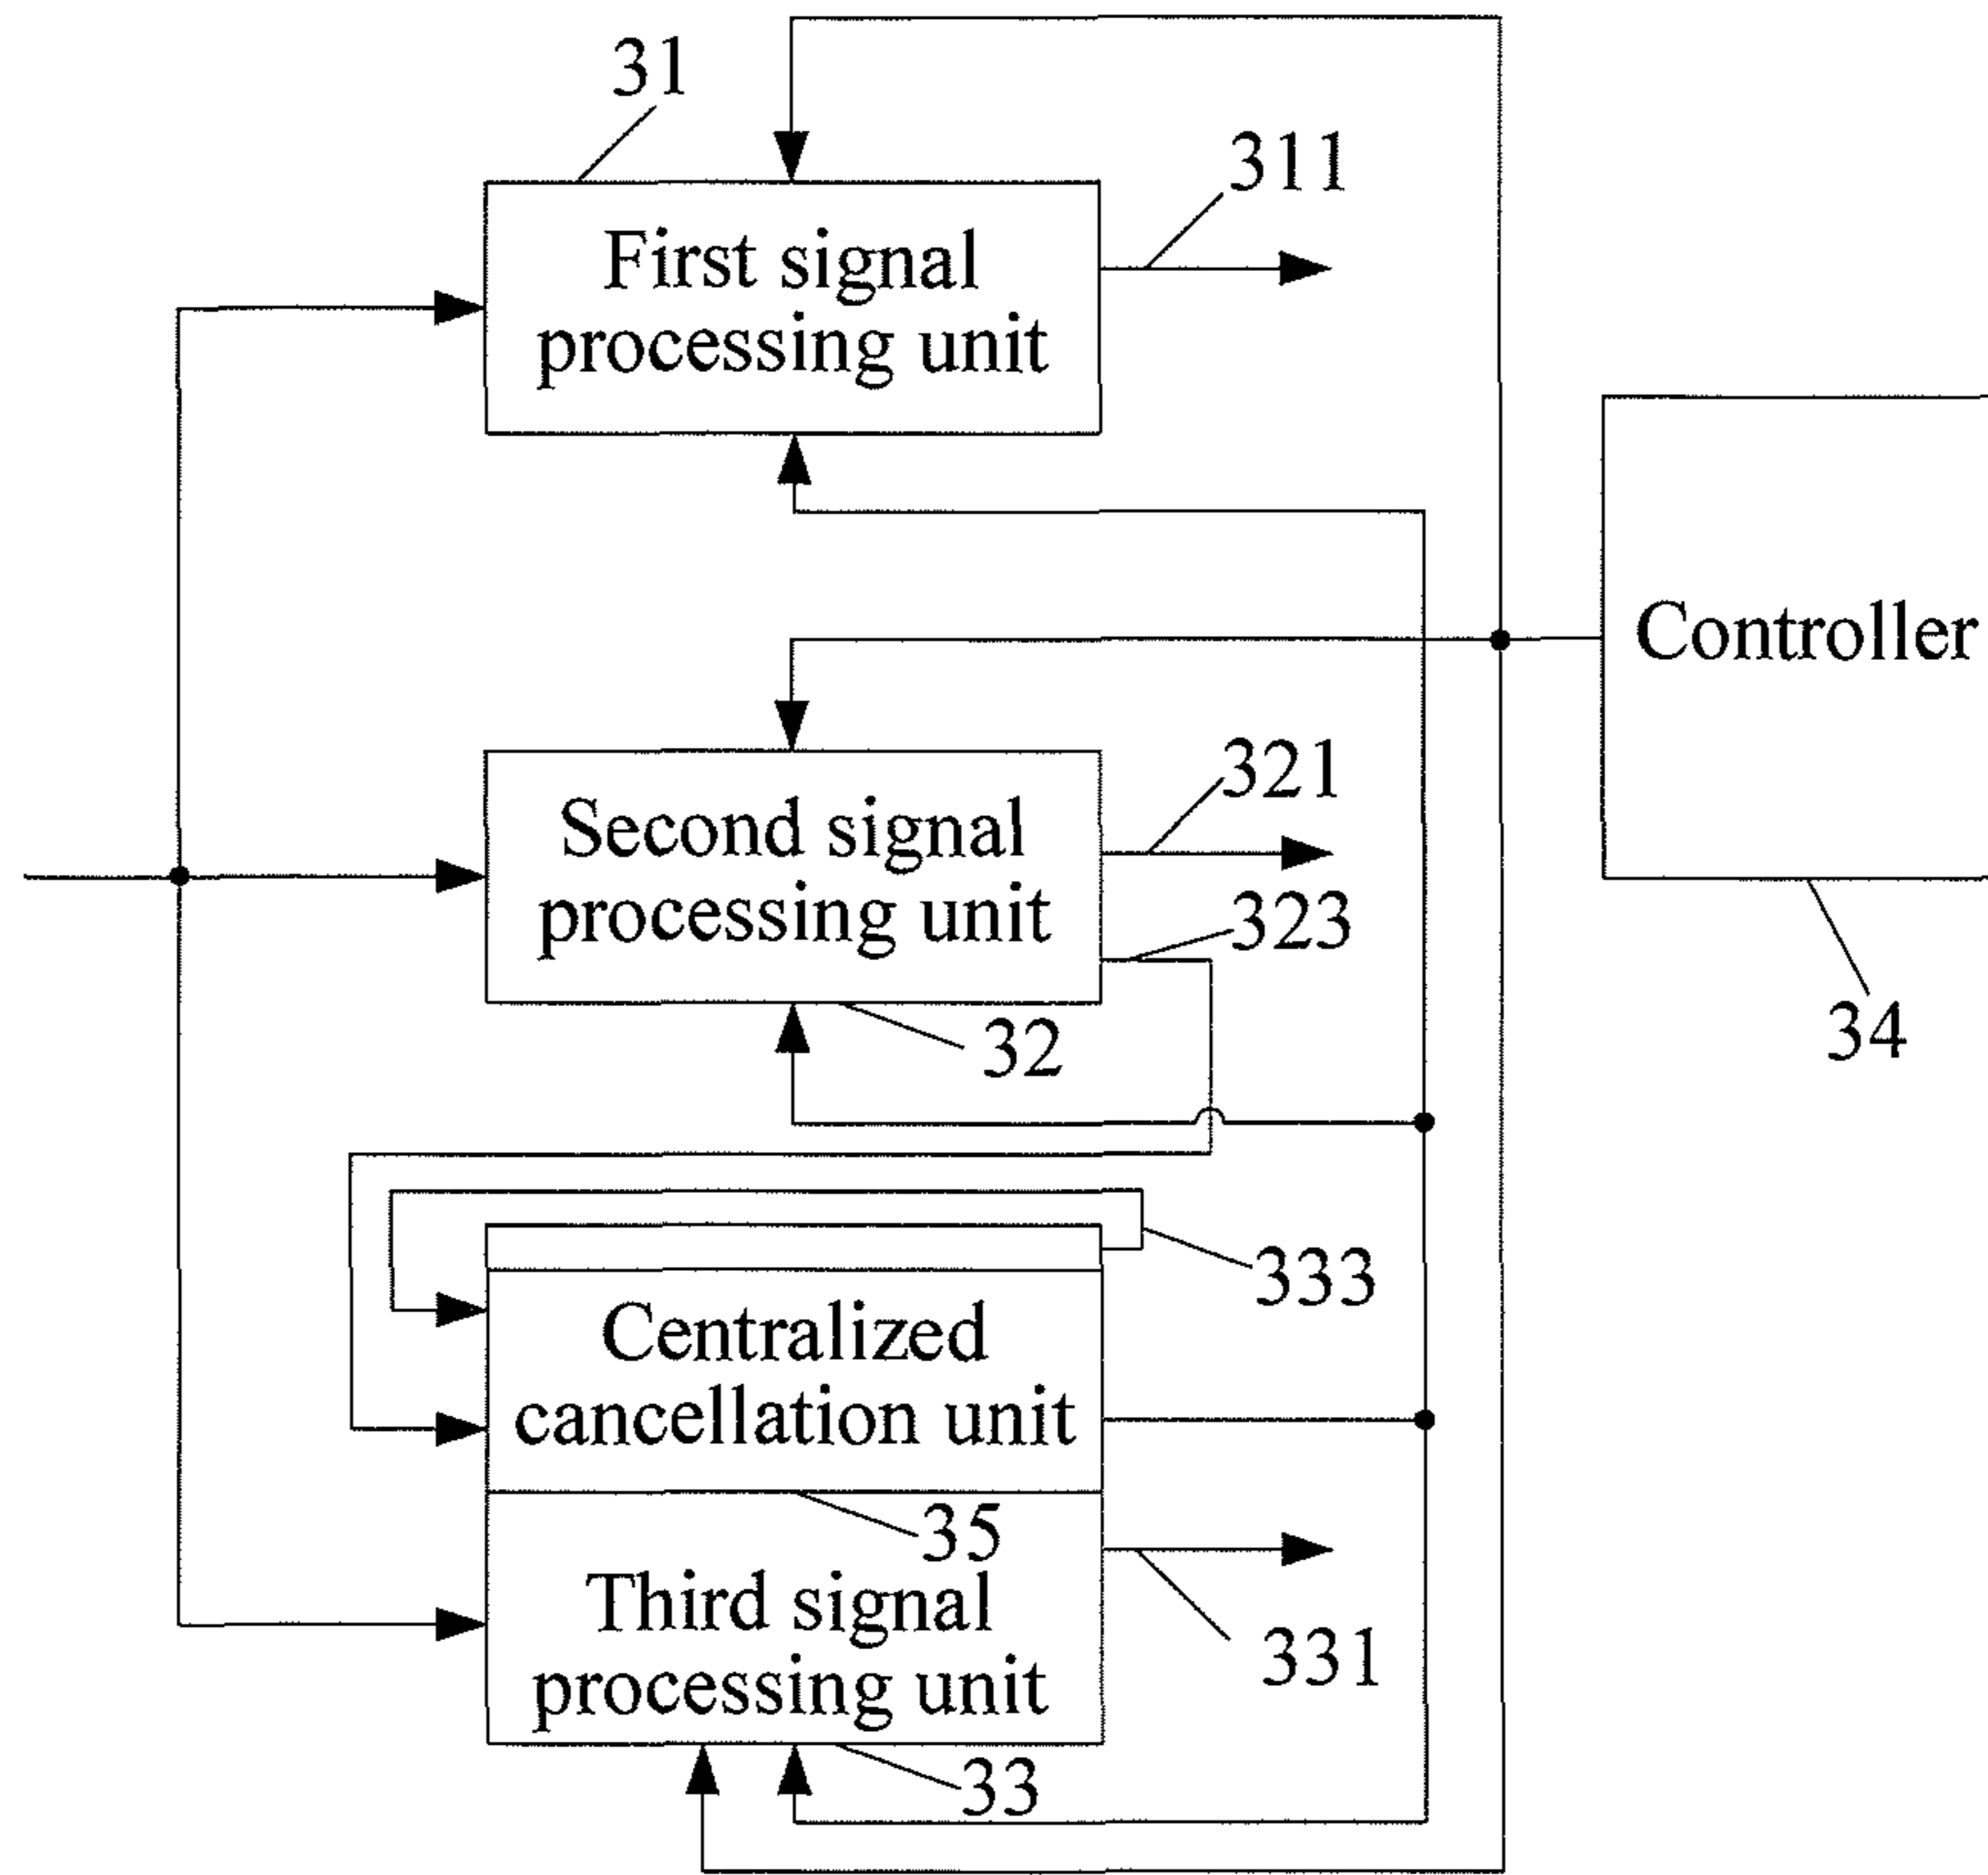 31
311
First signal
processing unit
Controller
321
Second signal
processing unit
323
32
34
333
Centralized
cancellation unit
35
Third signal
processing unit
331
33